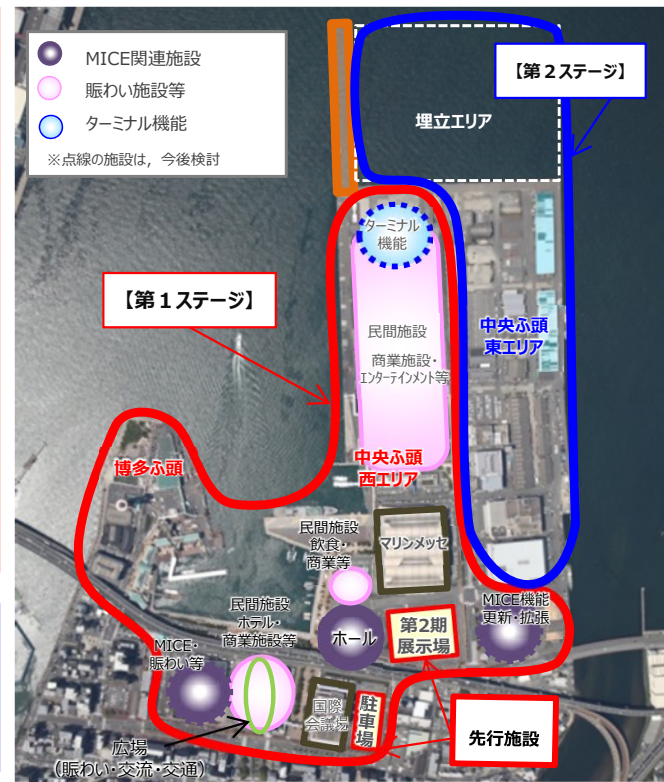 MICE関連施設
賑わい施設等
ターミナル機能
※点線の施設は，今後検討
【第２ステージ】
埋立エリア
ターミナル
機能
【第１ステージ】
民間施設
商業施設・
エンターテインメント等
中央ふ頭
東エリア
中央ふ頭
西エリア
博多ふ頭
マリンメッセ
民間施設
飲食・
商業等
民間施設
ホテル・
商業施設等
ホール
第2期
展示場
MICE機能
更新・拡張
MICE・
賑わい等
国際
会議場
駐車場
先行施設
広場
（賑わい・交流・交通）